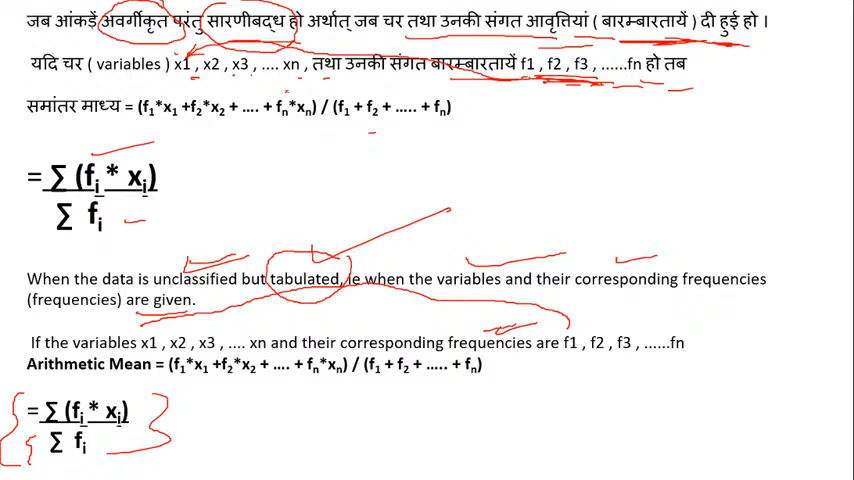 जब आंकड़ें अवर्गीकृत परंतु सारणीबद्ध हो अर्थात् जब चर तथा उनकी संगत आवृत्तियां ( बारम्बारतायें ) दी हुई हो ।
यदि चर ( variables ) x1 , x2 , x3 , .... xn , तथा उनकी संगत बारम्बारतायें f1 , f2 , f3 , ......fn हो तब
समांतर माध्य = (f₁*x₁ +f₂*x₂ + .... + fₙ*xₙ) / (f₁ + f₂ + ..... + fₙ)
= ∑ (fᵢ * xᵢ)
∑ fᵢ
When the data is unclassified but tabulated, ie when the variables and their corresponding frequencies
(frequencies) are given.
If the variables x1 , x2 , x3 , .... xn and their corresponding frequencies are f1 , f2 , f3 , ......fn
Arithmetic Mean = (f₁*x₁ +f₂*x₂ + .... + fₙ*xₙ) / (f₁ + f₂ + ..... + fₙ)
= ∑ (fᵢ * xᵢ)
∑ fᵢ